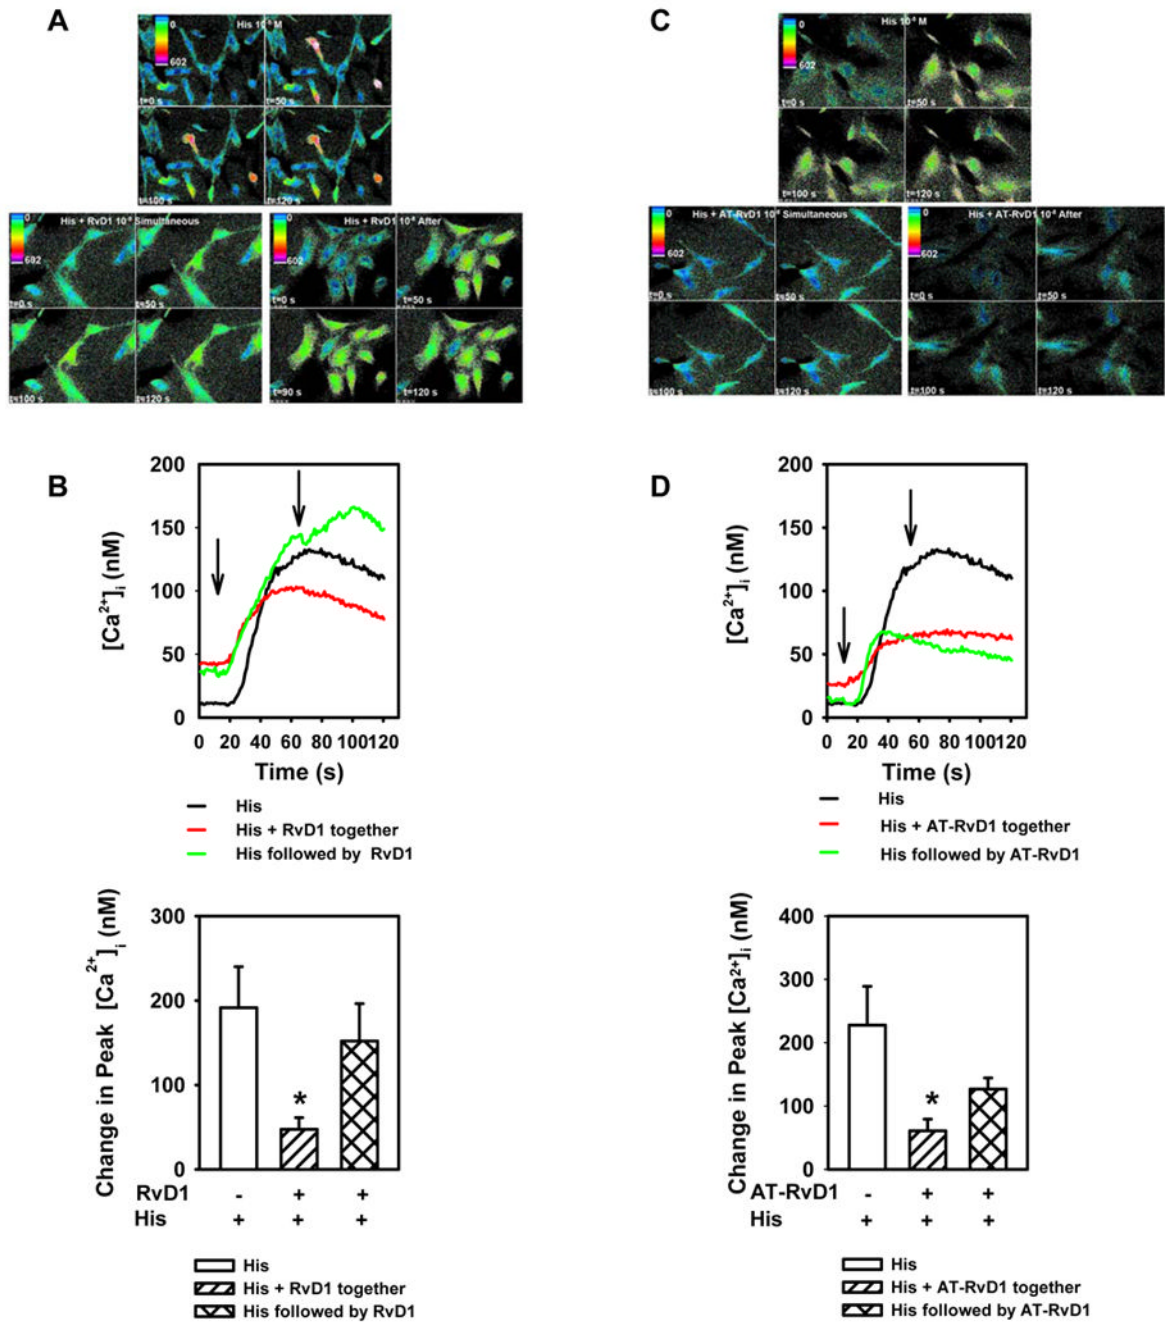 A
His 10⁻⁵ M
0
602
t=0 s
t=50 s
t=100 s
t=120 s
His + RvD1 10⁻⁸ Simultaneous
0
602
t=0 s
t=50 s
t=100 s
t=120 s
His + RvD1 10⁻⁸ After
0
602
t=0 s
t=50 s
t=90 s
t=120 s
C
His 10⁻⁵ M
0
602
t=0 s
t=50 s
t=100 s
t=120 s
His + AT-RvD1 10⁻⁸ Simultaneous
0
602
t=0 s
t=50 s
t=100 s
t=120 s
His + AT-RvD1 10⁻⁸ After
0
602
t=0 s
t=50 s
t=100 s
t=120 s
B
[Ca²⁺]ᵢ (nM)
200
150
100
50
0
0 20 40 60 80 100 120
Time (s)
His
His + RvD1 together
His followed by RvD1
Change in Peak [Ca²⁺]ᵢ (nM)
300
200
100
0
*
RvD1 - + +
His + + +
His
His + RvD1 together
His followed by RvD1
D
[Ca²⁺]ᵢ (nM)
200
150
100
50
0
0 20 40 60 80 100 120
Time (s)
His
His + AT-RvD1 together
His followed by AT-RvD1
Change in Peak [Ca²⁺]ᵢ (nM)
400
300
200
100
0
*
AT-RvD1 - + +
His + + +
His
His + AT-RvD1 together
His followed by AT-RvD1